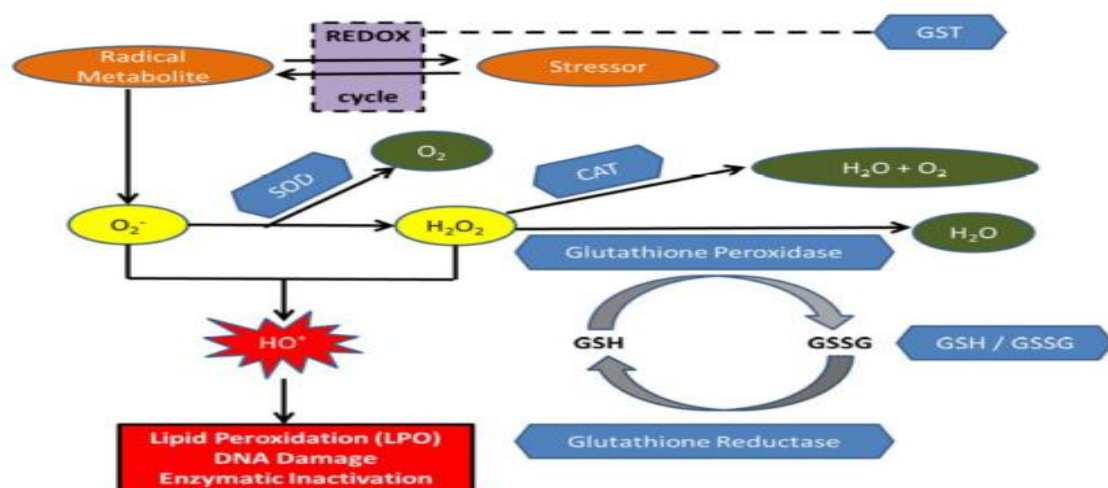 REDOX
cycle
GST
Radical
Metabolite
Stressor
SOD
O₂
CAT
H₂O + O₂
O₂⁻
H₂O₂
H₂O
Glutathione Peroxidase
HO⁺
GSH
GSSG
GSH / GSSG
Lipid Peroxidation (LPO)
DNA Damage
Enzymatic Inactivation
Glutathione Reductase